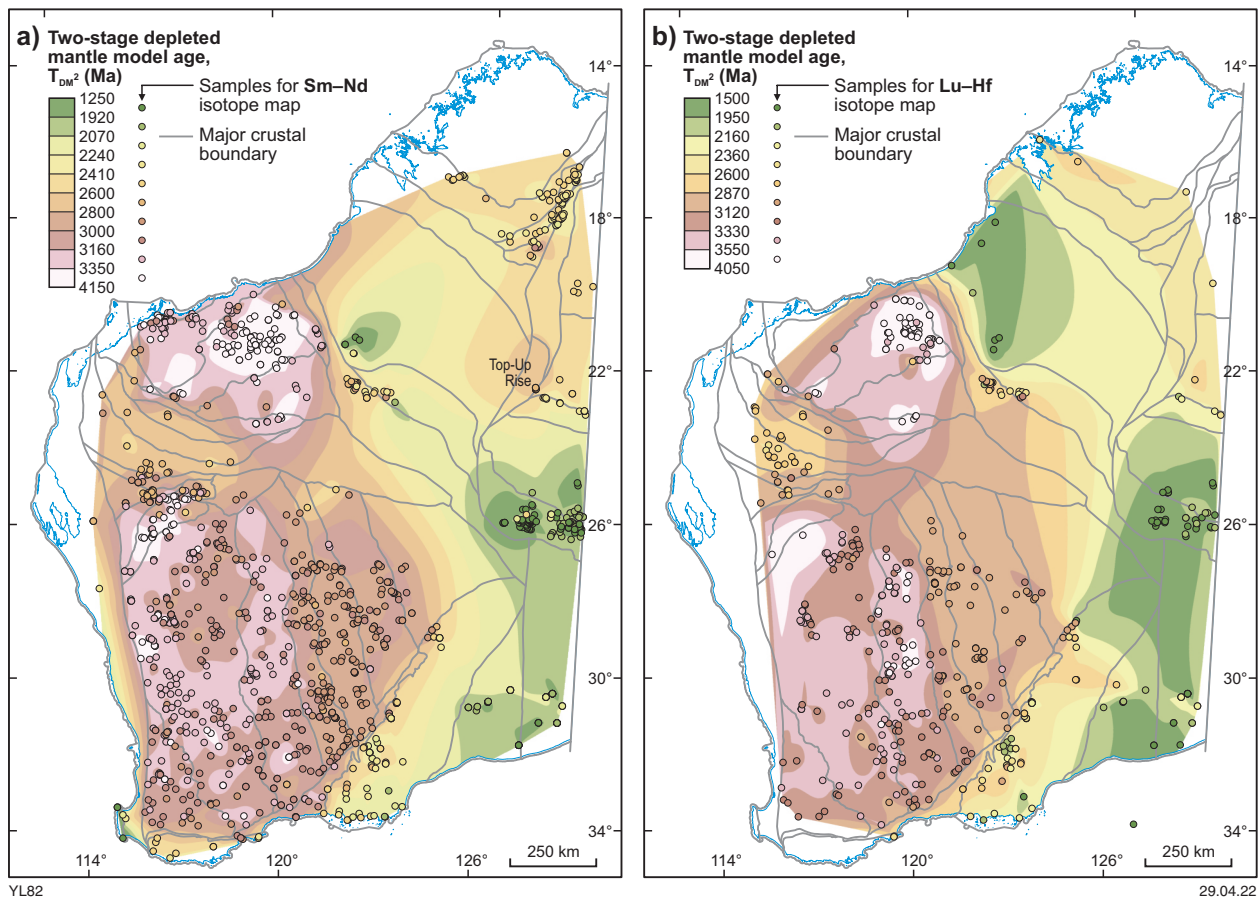 a) Two-stage depleted
mantle model age,
TDM² (Ma)
1250
1920
2070
2240
2410
2600
2800
3000
3160
3350
4150
Samples for Sm–Nd
isotope map
Major crustal
boundary
Top-Up
Rise
14°
18°
22°
26°
30°
34°
114°
120°
126°
250 km
b) Two-stage depleted
mantle model age,
TDM² (Ma)
1500
1950
2160
2360
2600
2870
3120
3330
3550
4050
Samples for Lu–Hf
isotope map
Major crustal
boundary
14°
18°
22°
26°
30°
34°
114°
120°
126°
250 km
YL82
29.04.22